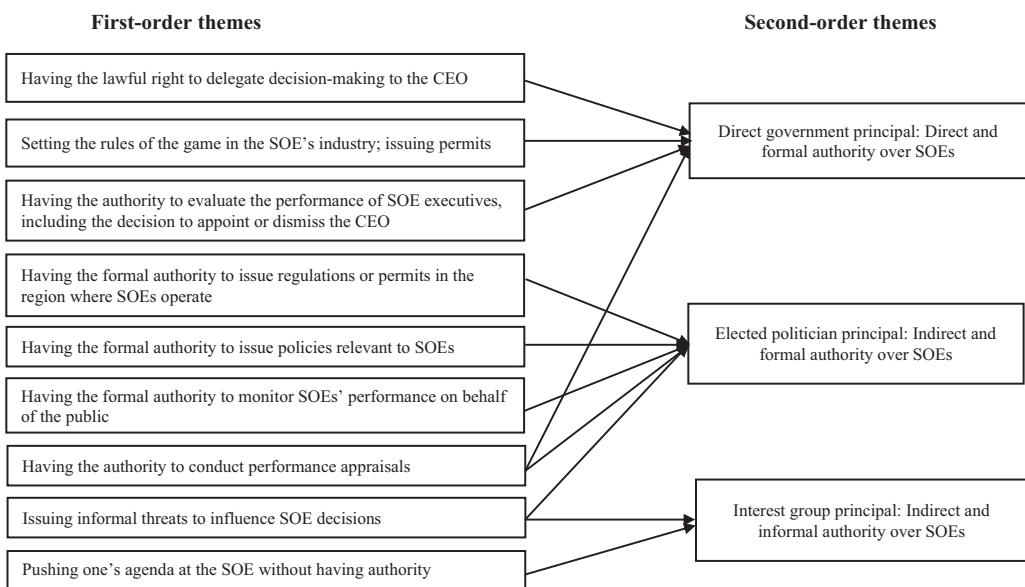 First-order themes
Second-order themes
Having the lawful right to delegate decision-making to the CEO
Setting the rules of the game in the SOE’s industry; issuing permits
Having the authority to evaluate the performance of SOE executives,
including the decision to appoint or dismiss the CEO
Having the formal authority to issue regulations or permits in the
region where SOEs operate
Having the formal authority to issue policies relevant to SOEs
Having the formal authority to monitor SOEs’ performance on behalf
of the public
Having the authority to conduct performance appraisals
Issuing informal threats to influence SOE decisions
Pushing one’s agenda at the SOE without having authority
Direct government principal: Direct and
formal authority over SOEs
Elected politician principal: Indirect and
formal authority over SOEs
Interest group principal: Indirect and
informal authority over SOEs